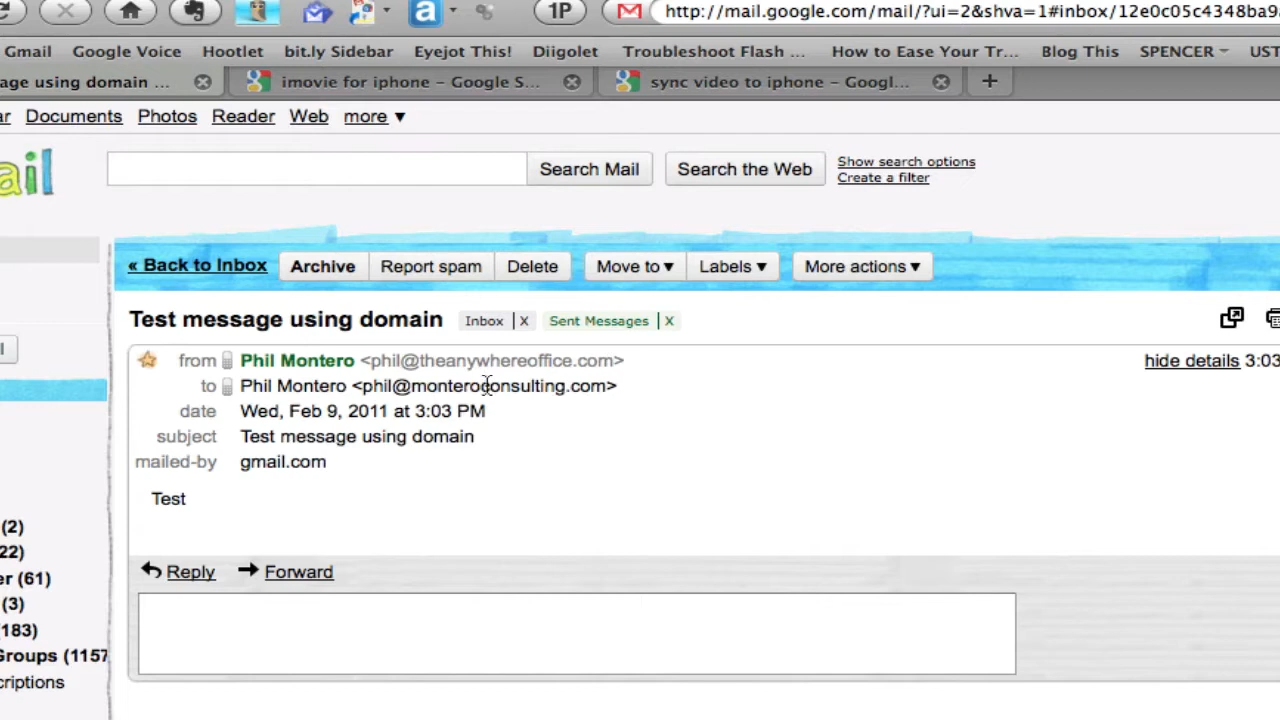 1P http://mail.google.com/mail/?ui=2&shva=1#inbox/12e0c05c4348ba9
Gmail Google Voice Hootlet bit.ly Sidebar Eyejot This! Diigolet Troubleshoot Flash ... How to Ease Your Tr... Blog This SPENCER UST
age using domain ... imovie for iphone – Google S... sync video to iphone – Googl... +
ar Documents Photos Reader Web more ▼
ail Search Mail Search the Web Show search options
Create a filter
« Back to Inbox Archive Report spam Delete Move to ▾ Labels ▾ More actions ▾
Test message using domain Inbox X Sent Messages X
from Phil Montero <phil@theanywhereoffice.com> hide details 3:03
to Phil Montero <phil@monteroconsulting.com>
date Wed, Feb 9, 2011 at 3:03 PM
subject Test message using domain
mailed-by gmail.com
Test
(2)
22)
er (61)
(3)
(183)
Groups (1157
criptions
Reply Forward